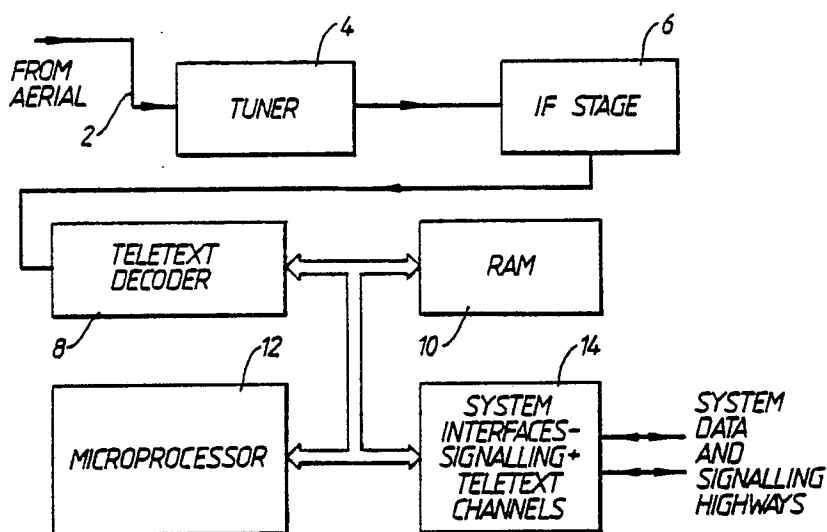 4
6
FROM
AERIAL
2
TUNER
IF STAGE
TELETEXT
DECODER
RAM
8
12
10
14
MICROPROCESSOR
SYSTEM
INTERFACES-
SIGNALLING+
TELETEXT
CHANNELS
SYSTEM
DATA
AND
SIGNALLING
HIGHWAYS